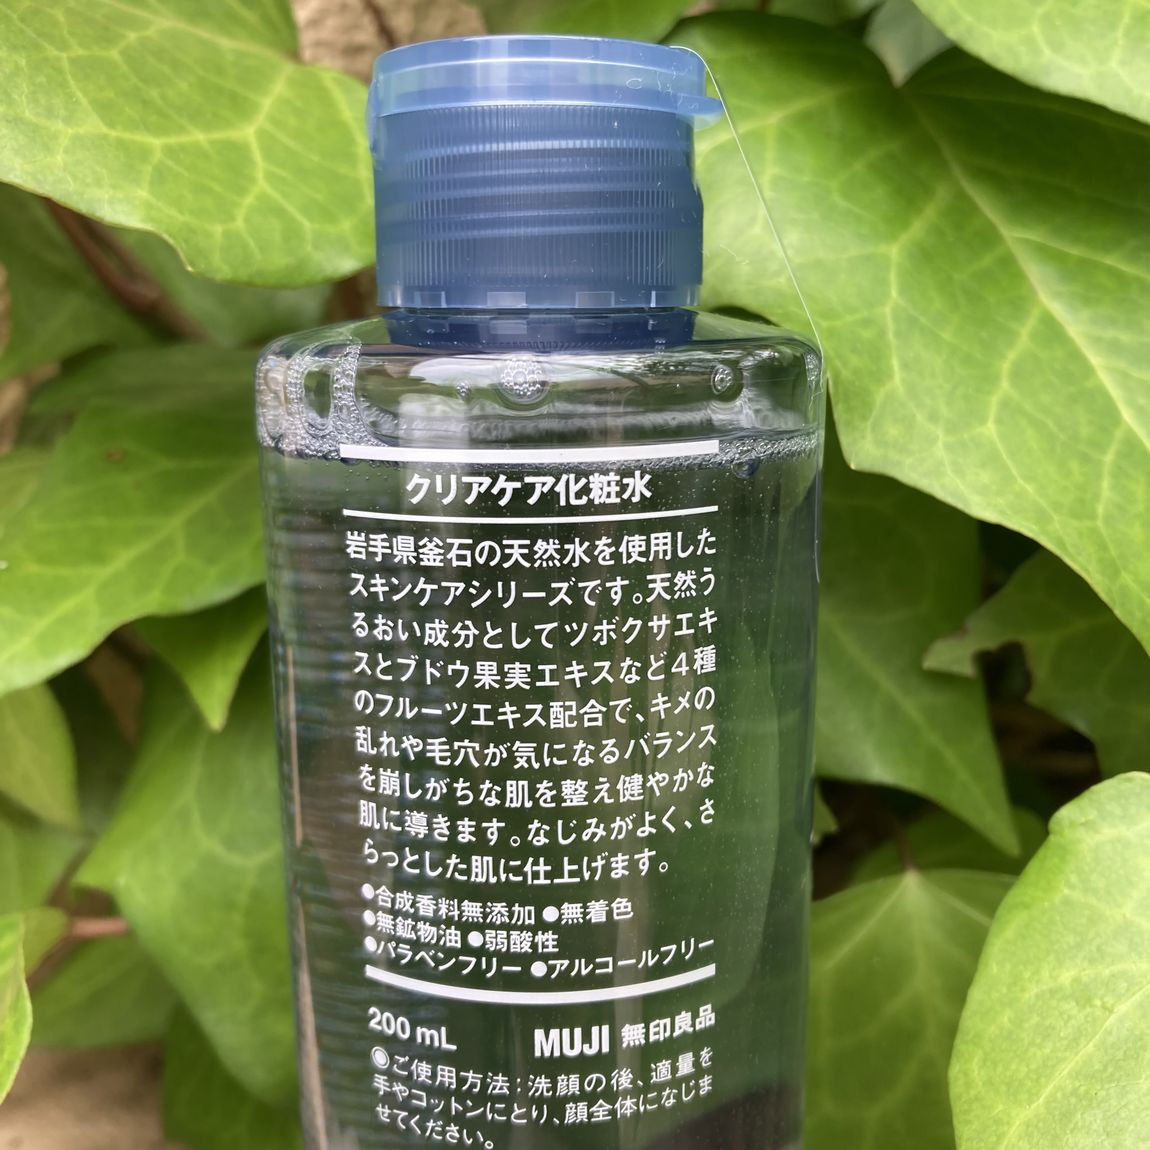 クリアケア化粧水
岩手県釜石の天然水を使用した
スキンケアシリーズです。天然う
るおい成分としてツボクサエキ
スとブドウ果実エキスなど4種
のフルーツエキス配合で、キメの
乱れや毛穴が気になるバランス
を崩しがちな肌を整え健やかな
肌に導きます。なじみがよく、さ
らっとした肌に仕上げます。
●合成香料無添加 ●無着色
●無鉱物油 ●弱酸性
●パラベンフリー ●アルコールフリー
200 mL MUJI 無印良品
◉ご使用方法:洗顔の後、適量を
手やコットンにとり、顔全体になじま
せてください。